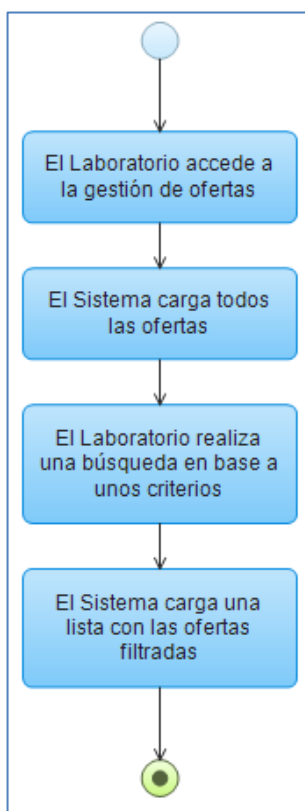 El Laboratorio accede a
la gestión de ofertas
El Sistema carga todos
las ofertas
El Laboratorio realiza
una búsqueda en base a
unos criterios
El Sistema carga una
lista con las ofertas
filtradas